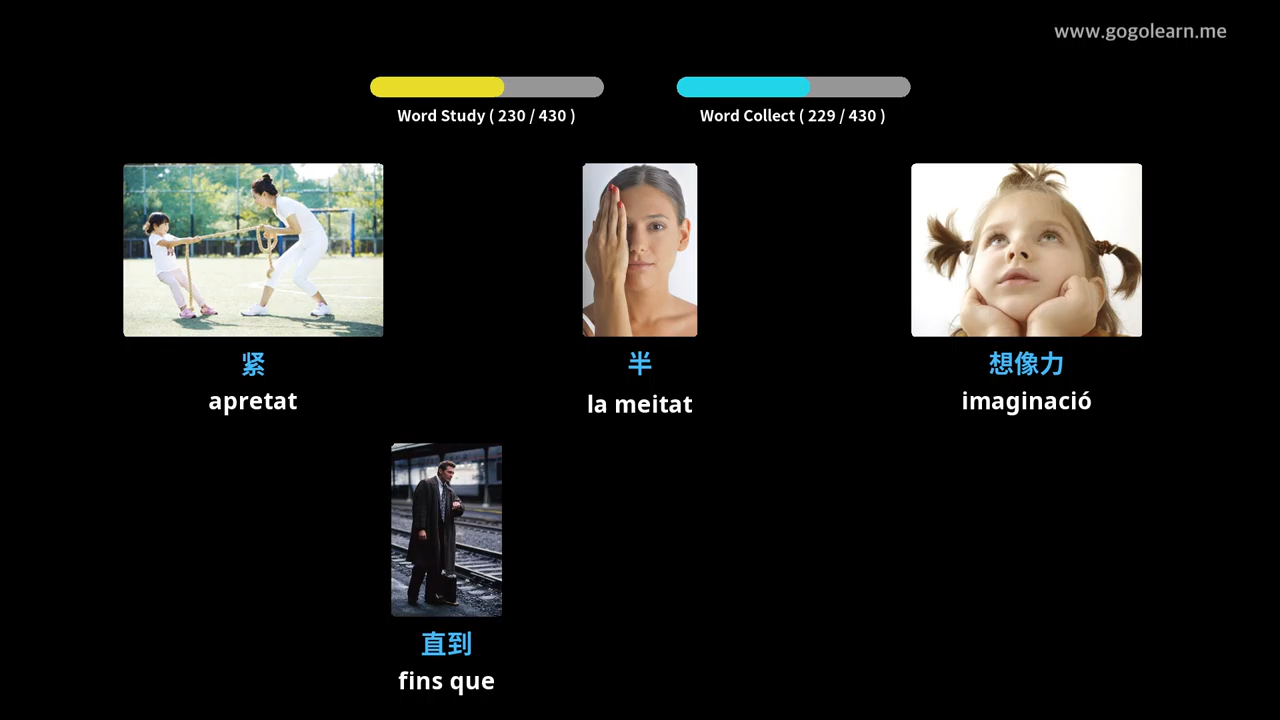 www.gogolearn.me
Word Study ( 230 / 430 )
Word Collect ( 229 / 430 )
紧
apretat
半
la meitat
想像力
imaginació
直到
fins que